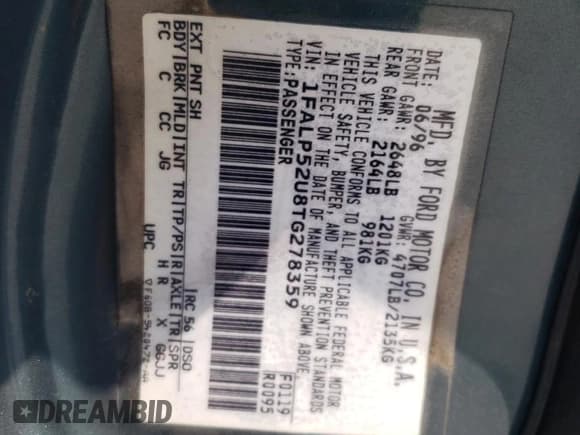 MFD. BY FORD MOTOR CO. IN U.S.A.
DATE: 06/96 GVWR: 4707LB/2135KG
FRONT GAWR: 2648LB 1201KG
REAR GAWR: 2164LB 981KG
THIS VEHICLE CONFORMS TO ALL APPLICABLE FEDERAL MOTOR
VEHICLE SAFETY, BUMPER, AND THEFT PREVENTION STANDARDS
IN EFFECT ON THE DATE OF MANUFACTURE SHOWN ABOVE.
VIN: 1FALP52U8TG278359
TYPE: PASSENGER
F0119
R0095
EXT PNT SH RC 56 DSO
BDY BRK MLD INT TR TP/PS R AXLE TR SPR
FC C CC JG H R X GGJJ
UPC
DREAMBID